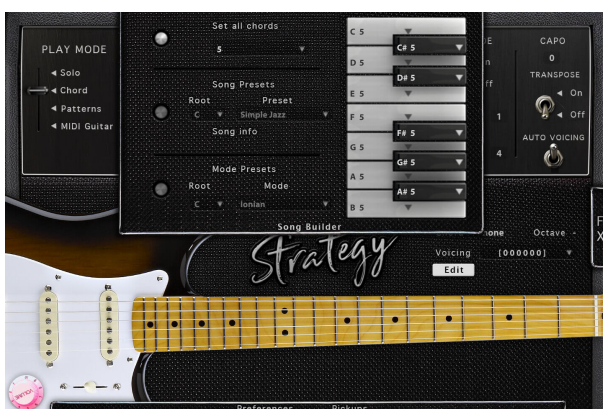 PLAY MODE
Solo
Chord
Patterns
MIDI Guitar
Set all chords
5
Song Presets
Root Preset
C Simple Jazz
Song info
Mode Presets
Root Mode
C Ionian
Song Builder
C 5
C# 5
D 5
D# 5
E 5
F 5
F# 5
G 5
G# 5
A 5
A# 5
B 5
1
4
CAPO
0
TRANSPOSE
On
Off
AUTO VOICING
Octave -
Voicing [000000]
Edit
Strategy
VOLUME
Preferences Pickups